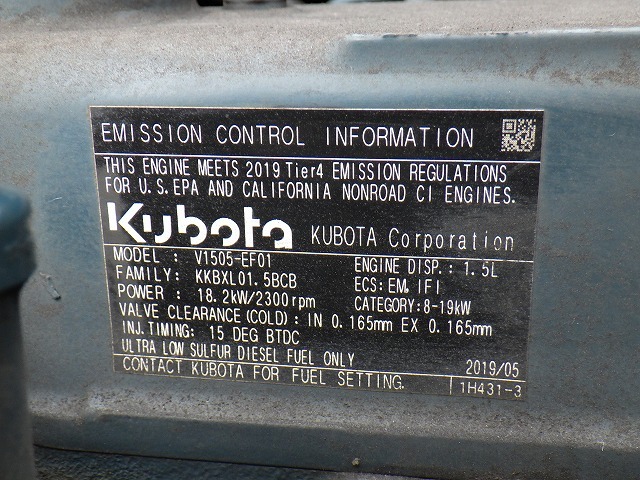 EMISSION CONTROL INFORMATION
THIS ENGINE MEETS 2019 Tier4 EMISSION REGULATIONS
FOR U.S.EPA AND CALIFORNIA NONROAD CI ENGINES.
Kubota KUBOTA Corporation
MODEL : V1505-EF01 ENGINE DISP.: 1.5L
FAMILY: KKBXL01.5BCB ECS:EM,IFI
POWER : 18.2kW/2300rpm CATEGORY:8-19kW
VALVE CLEARANCE(COLD): IN 0.165mm EX 0.165mm
INJ.TIMING: 15 DEG BTDC
ULTRA LOW SULFUR DIESEL FUEL ONLY 2019/05
CONTACT KUBOTA FOR FUEL SETTING. 1H431-3